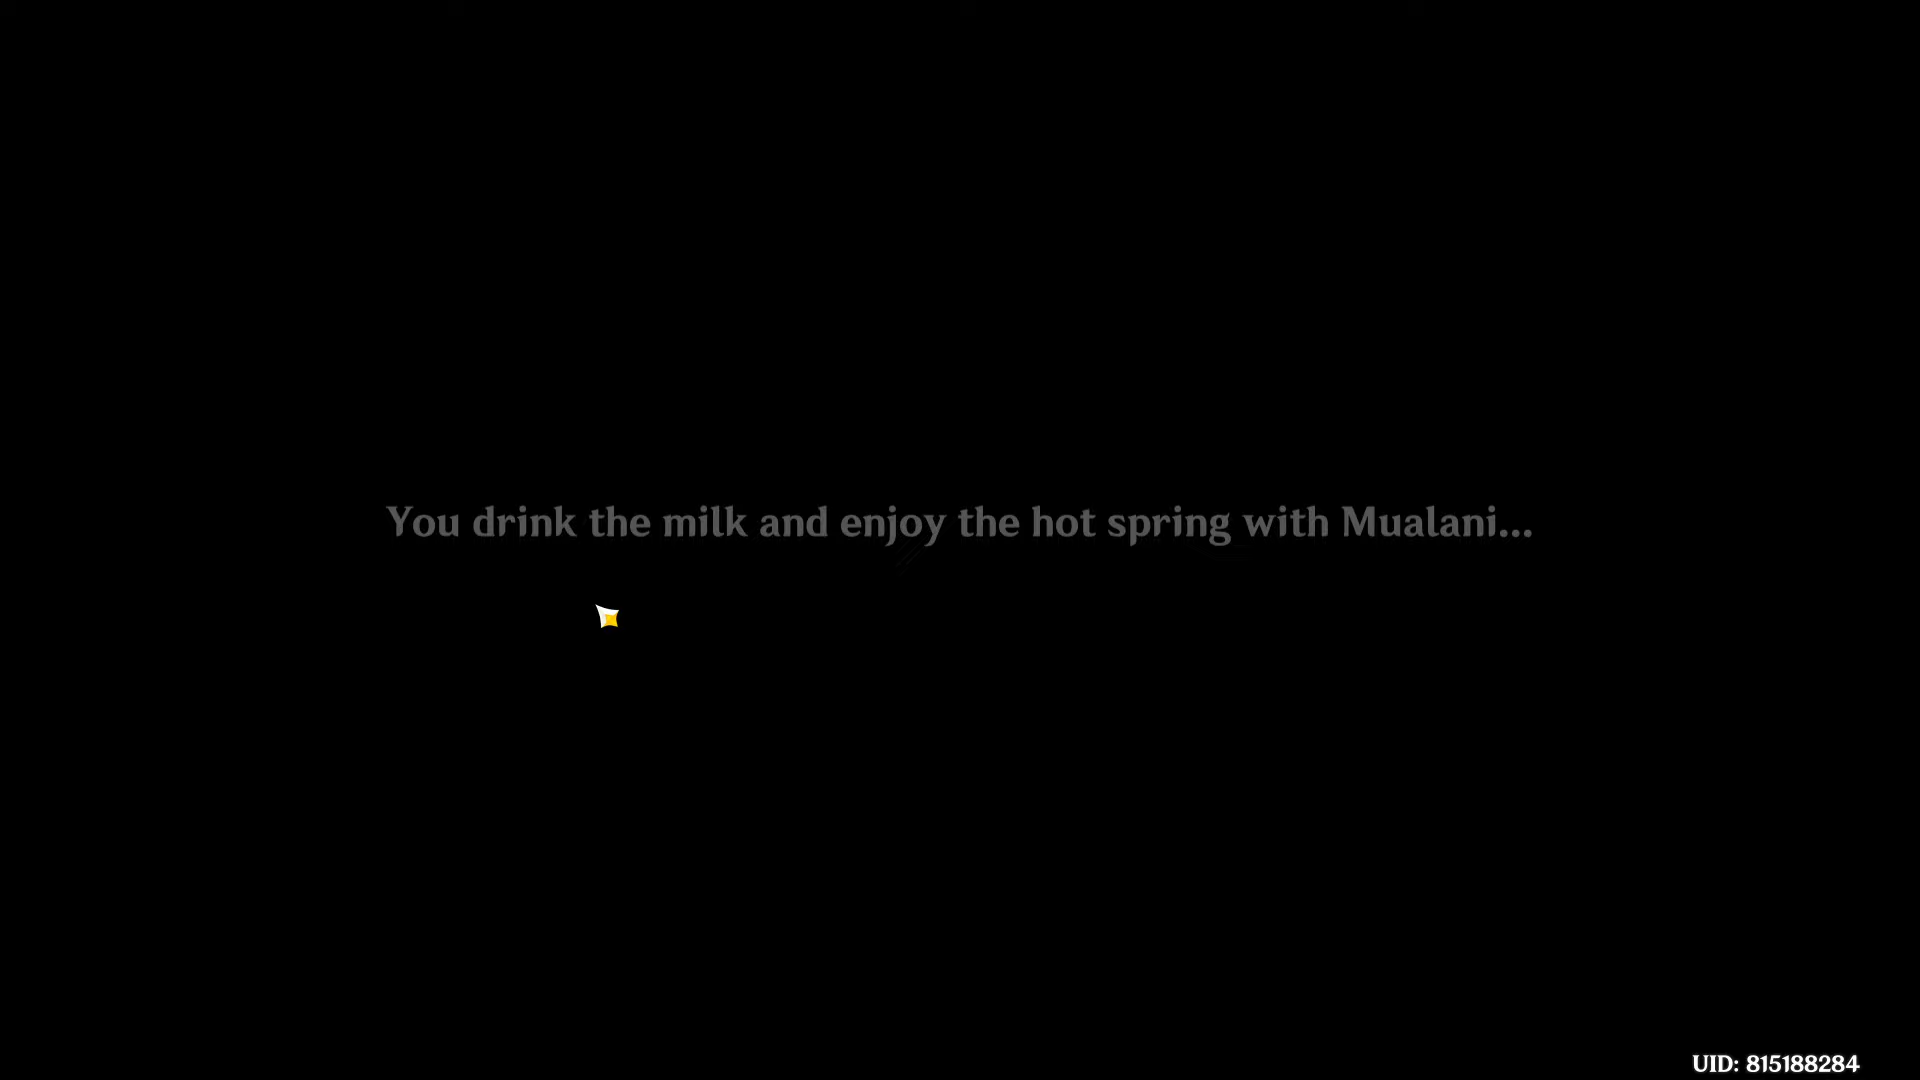 You drink the milk and enjoy the hot spring with Mualani...
UID: 815188284